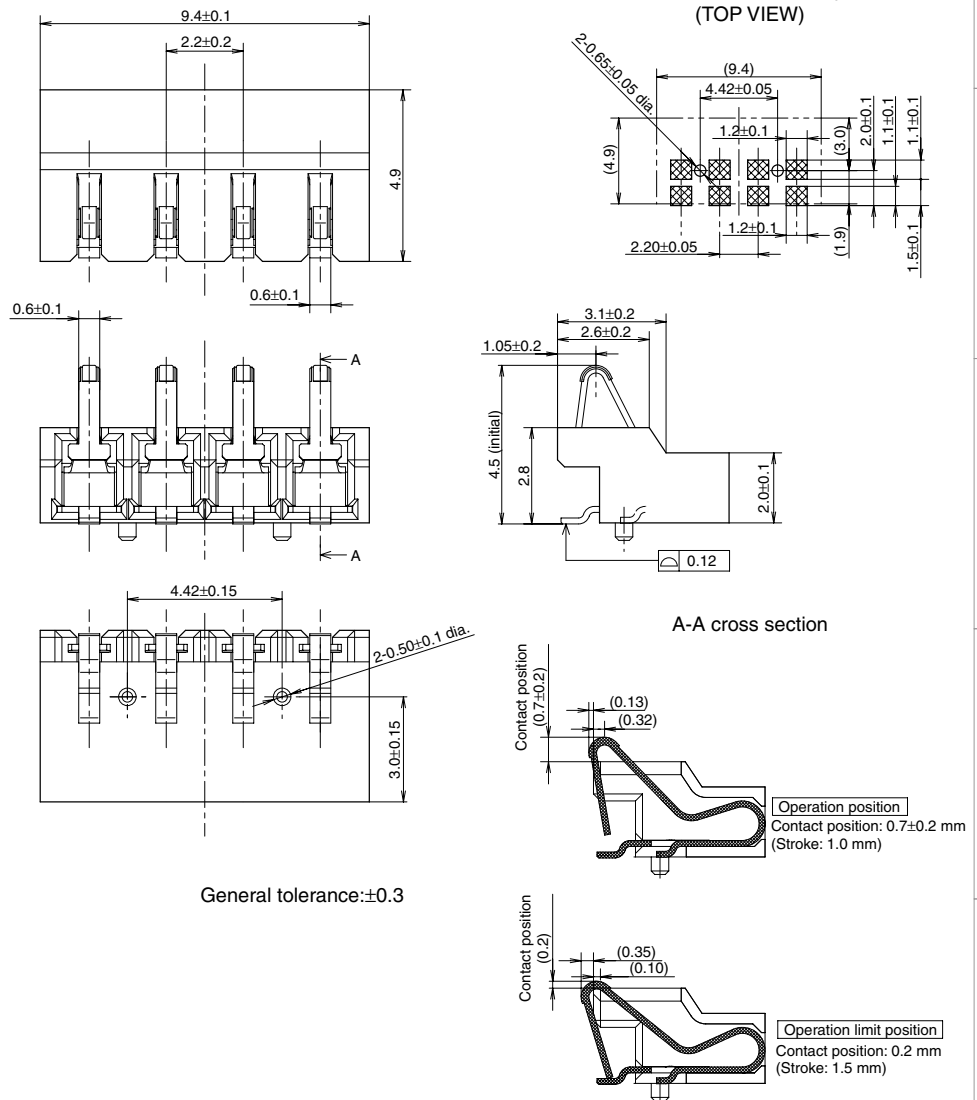 9.4±0.1
2.2±0.2
4.9
0.6±0.1
(TOP VIEW)
2-0.65±0.05 dia.
(9.4)
4.42±0.05
1.2±0.1
(4.9)
(3.0)
2.0±0.1
1.1±0.1
1.1±0.1
2.20±0.05
1.2±0.1
(1.9)
1.5±0.1
0.6±0.1
A
A
3.1±0.2
2.6±0.2
1.05±0.2
4.5 (initial)
2.8
2.0±0.1
0.12
4.42±0.15
2-0.50±0.1 dia.
3.0±0.15
General tolerance:±0.3
A-A cross section
Contact position
(0.7±0.2)
(0.13)
(0.32)
Operation position
Contact position: 0.7±0.2 mm
(Stroke: 1.0 mm)
Contact position
(0.2)
(0.35)
(0.10)
Operation limit position
Contact position: 0.2 mm
(Stroke: 1.5 mm)